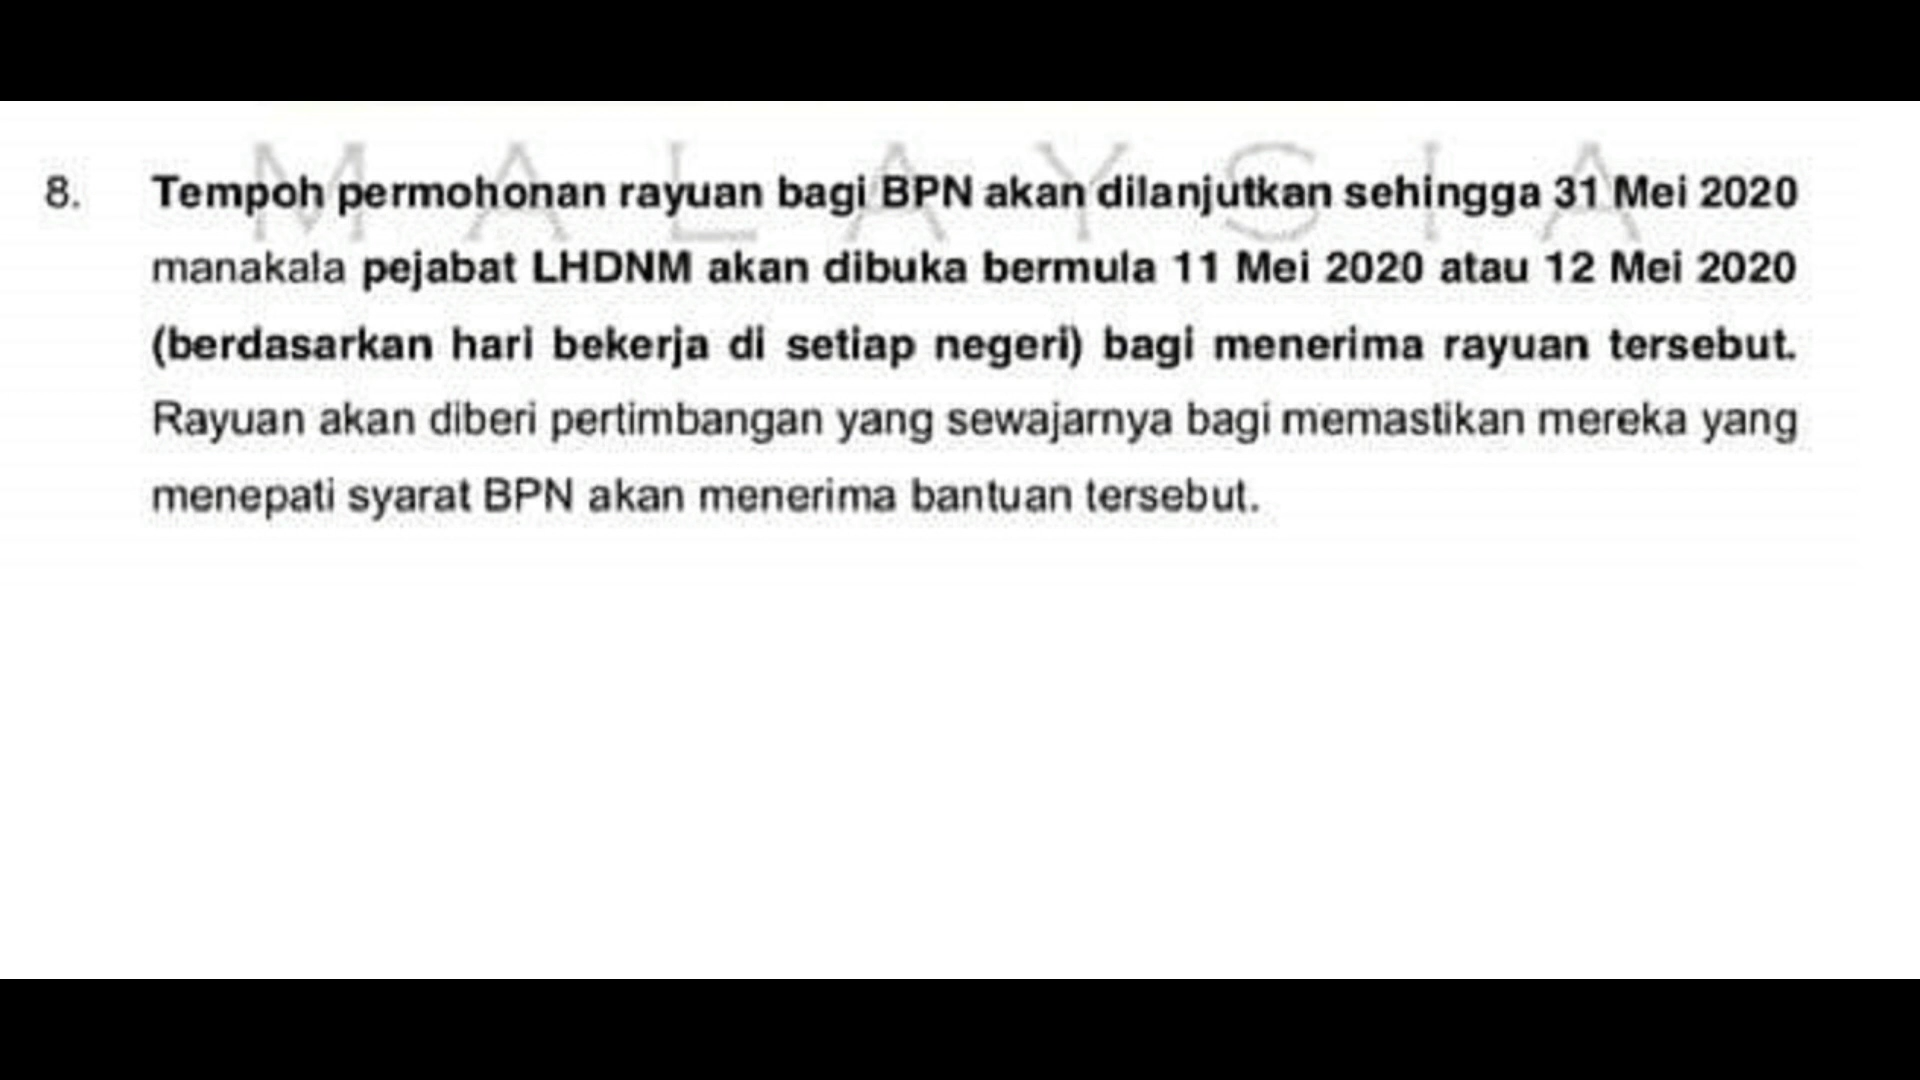 MALAYSIA
8. Tempoh permohonan rayuan bagi BPN akan dilanjutkan sehingga 31 Mei 2020
manakala pejabat LHDNM akan dibuka bermula 11 Mei 2020 atau 12 Mei 2020
(berdasarkan hari bekerja di setiap negeri) bagi menerima rayuan tersebut.
Rayuan akan diberi pertimbangan yang sewajarnya bagi memastikan mereka yang
menepati syarat BPN akan menerima bantuan tersebut.